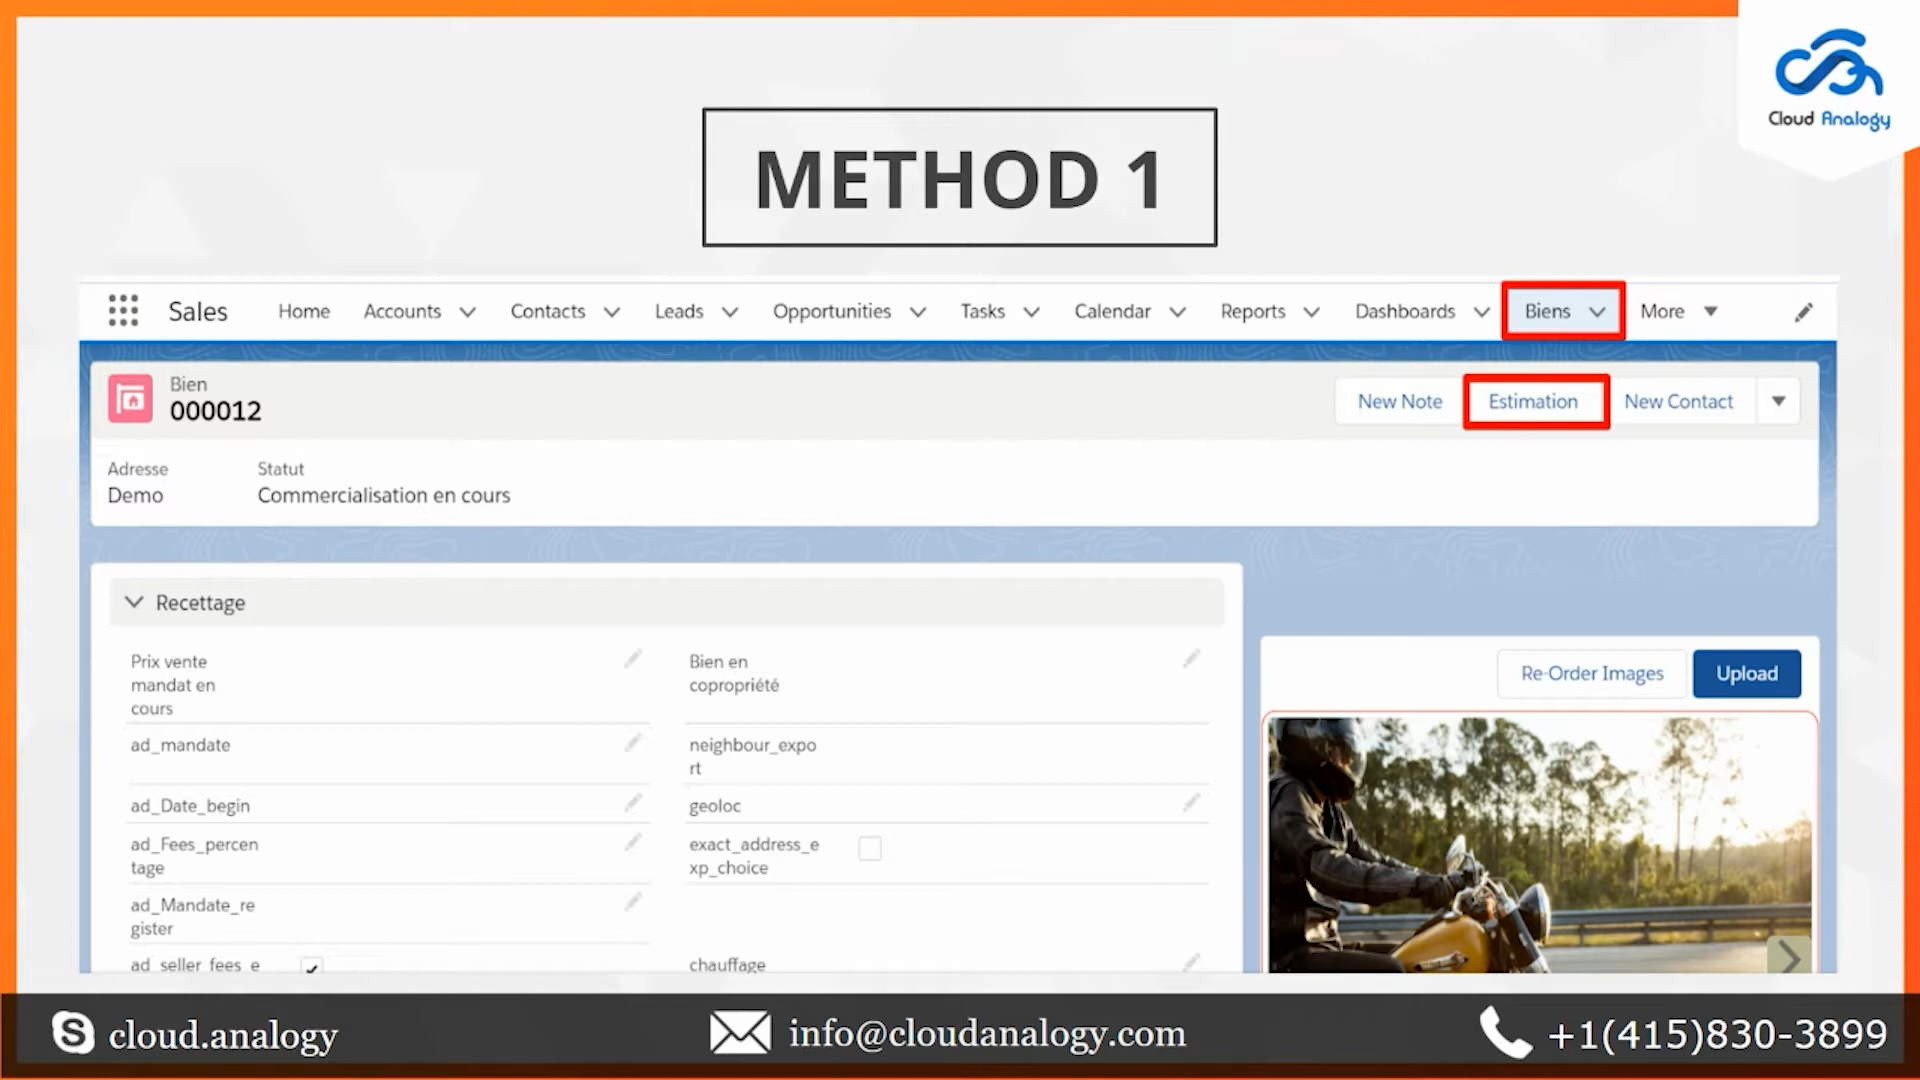 Cloud Analogy
METHOD 1
Sales Home Accounts Contacts Leads Opportunities Tasks Calendar Reports Dashboards Biens More
Bien
000012
New Note Estimation New Contact
Adresse Statut
Demo Commercialisation en cours
Recettage
Prix vente
mandat en
cours
Bien en
copropriété
ad_mandate
neighbour_expo
rt
ad_Date_begin
geoloc
ad_Fees_percen
tage
exact_address_e
xp_choice
ad_Mandate_re
gister
ad_seller_fees_e
chauffage
Re-Order Images Upload
cloud.analogy
info@cloudanalogy.com
+1(415)830-3899